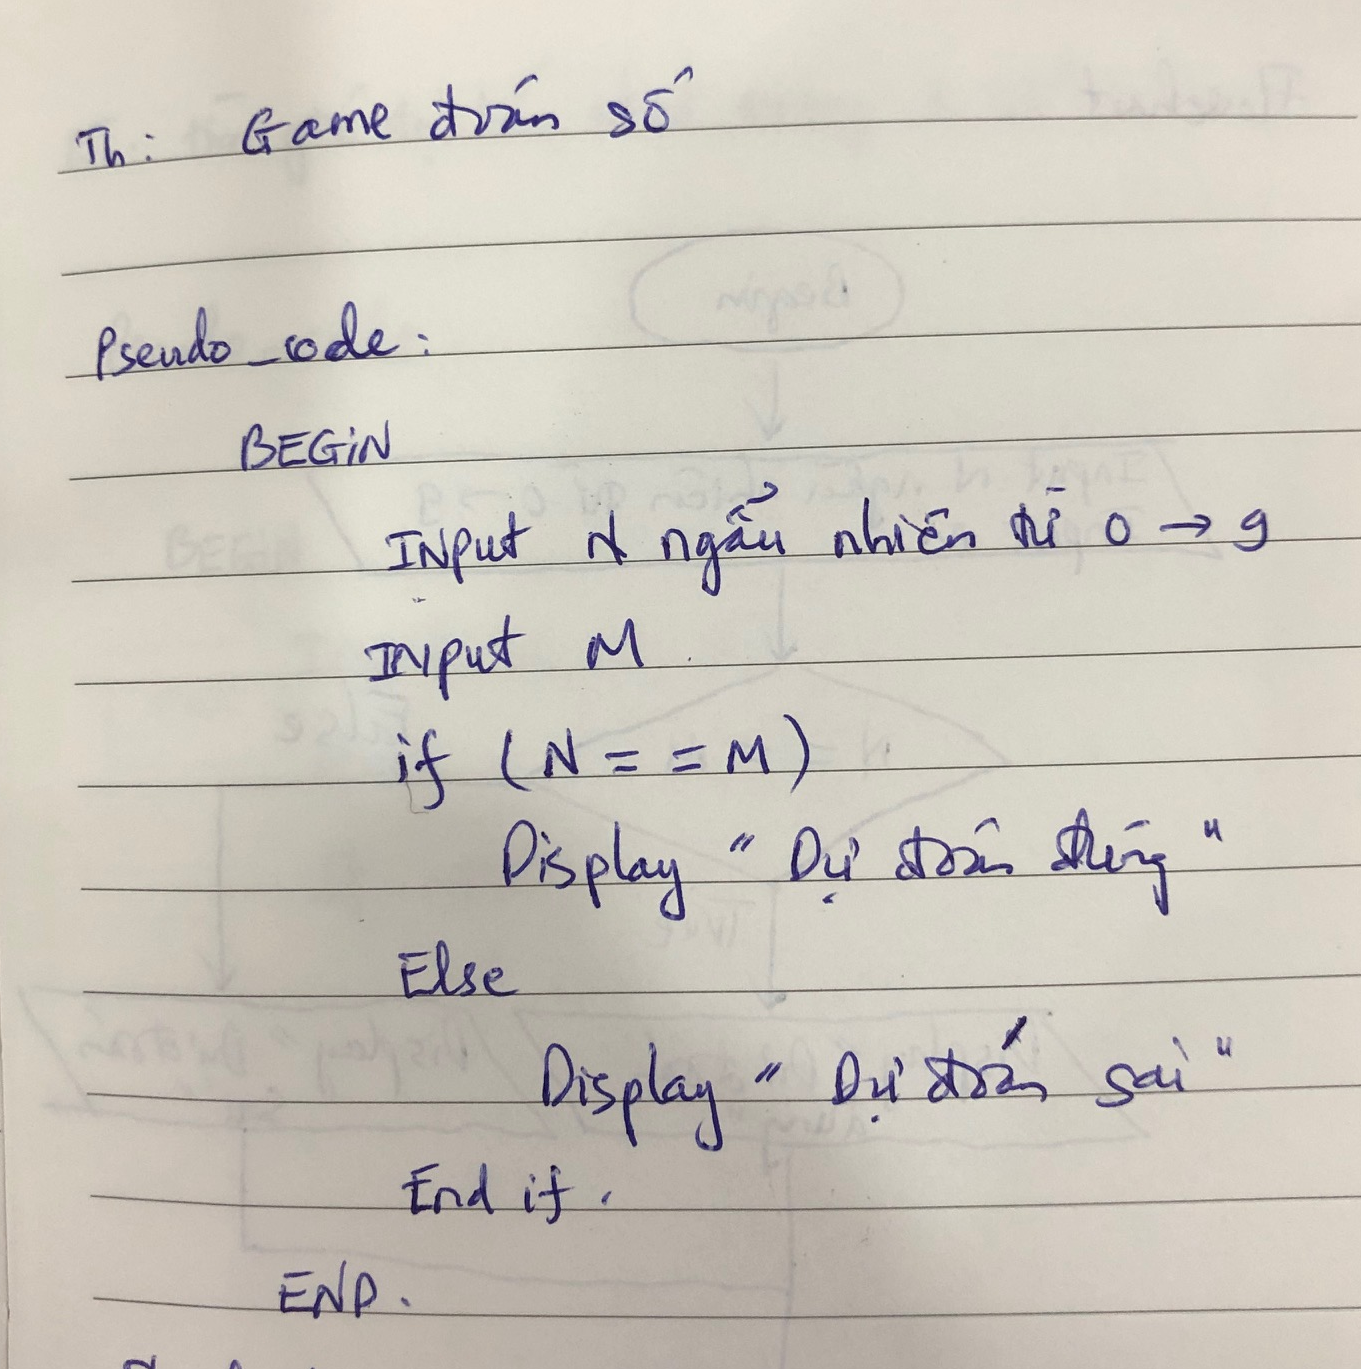 Th: Game đoán số
Pseudo_code:
BEGIN
INput N ngẫu nhiên từ 0 → 9
INput M
if (N = = M)
Display " Dự đoán đúng "
Else
Display " Dự đoán sai "
End if.
END.